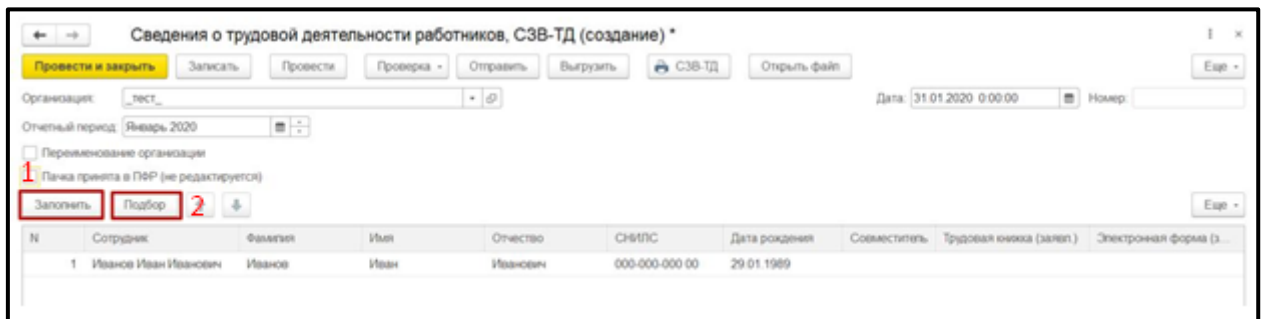 Сведения о трудовой деятельности работников, СЗВ-ТД (создание) *
Провести и закрыть Записать Провести Проверка Отправить Выгрузить СЗВ-ТД Открыть файл Еще
Организация: _тест_ Дата: 31.01.2020 0:00:00 Номер:
Отчетный период: Январь 2020
Переименование организации
1 Пачка принята в ПФР (не редактируется)
Заполнить Подбор 2 Еще
N Сотрудник Фамилия Имя Отчество СНИЛС Дата рождения Совместитель Трудовая книжка (заявл.) Электронная форма (з...
1 Иванов Иван Иванович Иванов Иван Иванович 000-000-000 00 29.01.1989